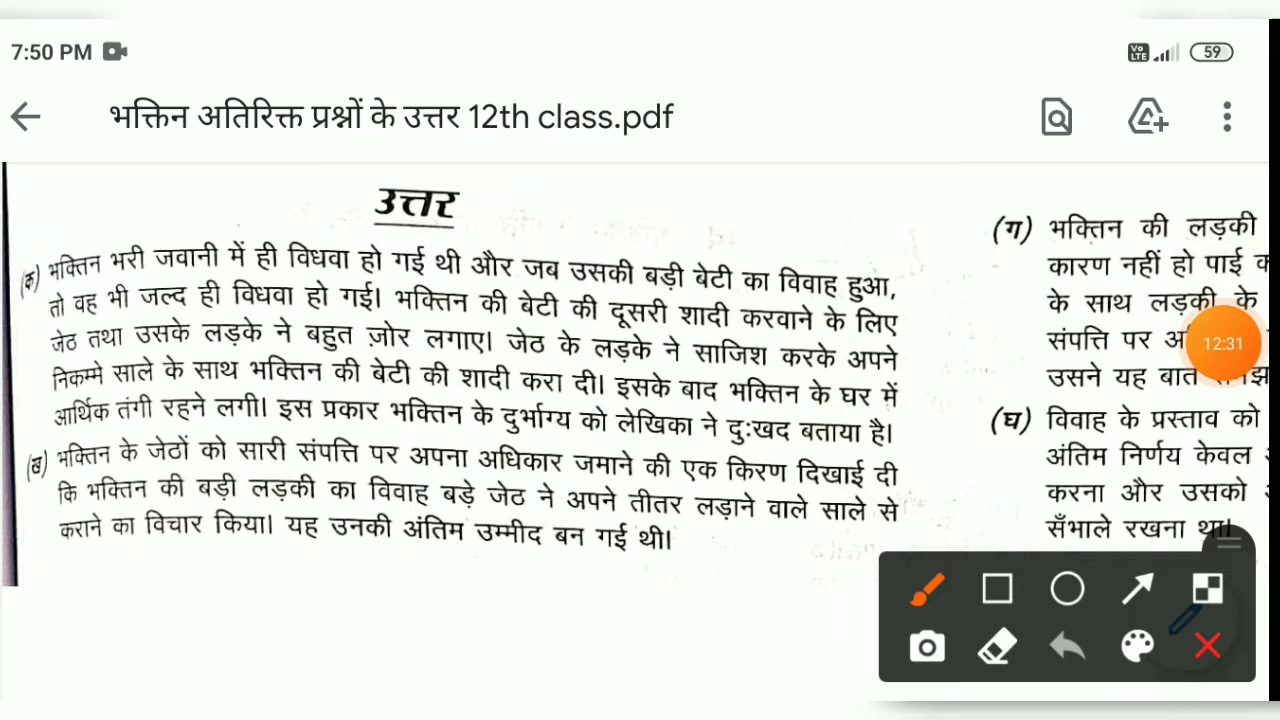 7:50 PM
Vo LTE
59
भक्तिन अतिरिक्त प्रश्नों के उत्तर 12th class.pdf
उत्तर
(क) भक्तिन भरी जवानी में ही विधवा हो गई थी और जब उसकी बड़ी बेटी का विवाह हुआ,
तो वह भी जल्द ही विधवा हो गई। भक्तिन की बेटी की दूसरी शादी करवाने के लिए
जेठ तथा उसके लड़के ने बहुत ज़ोर लगाए। जेठ के लड़के ने साजिश करके अपने
निकम्मे साले के साथ भक्तिन की बेटी की शादी करा दी। इसके बाद भक्तिन के घर में
आर्थिक तंगी रहने लगी। इस प्रकार भक्तिन के दुर्भाग्य को लेखिका ने दुःखद बताया है।
(ख) भक्तिन के जेठों को सारी संपत्ति पर अपना अधिकार जमाने की एक किरण दिखाई दी
कि भक्तिन की बड़ी लड़की का विवाह बड़े जेठ ने अपने तीतर लड़ाने वाले साले से
कराने का विचार किया। यह उनकी अंतिम उम्मीद बन गई थी।
(ग) भक्तिन की लड़की
कारण नहीं हो पाई
के साथ लड़की के
संपत्ति पर
12:31
उसने यह बात
(घ) विवाह के प्रस्ताव को
अंतिम निर्णय केवल
करना और उसको
सँभाले रखना था।